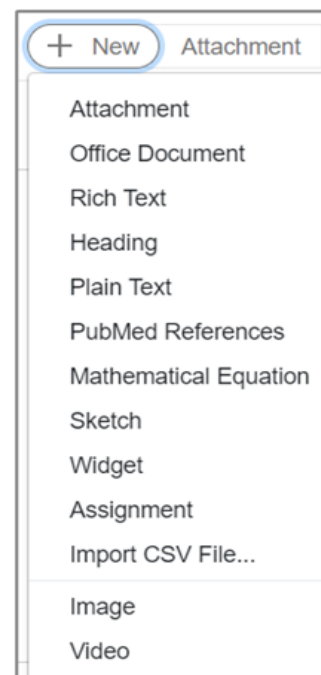 + New Attachment
Attachment
Office Document
Rich Text
Heading
Plain Text
PubMed References
Mathematical Equation
Sketch
Widget
Assignment
Import CSV File...
Image
Video